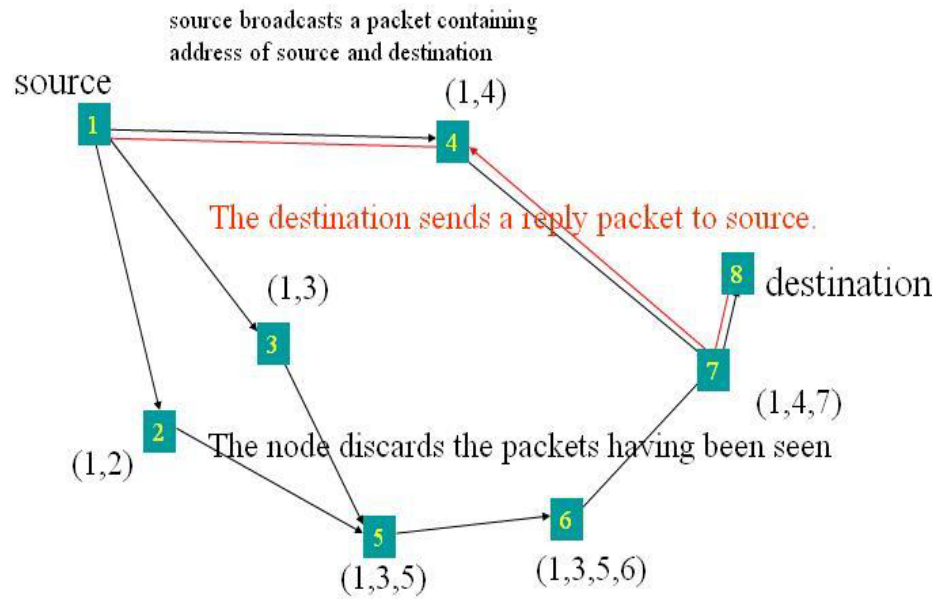 source broadcasts a packet containing
address of source and destination
source
(1,4)
1
4
The destination sends a reply packet to source.
8
destination
(1,3)
3
7
(1,4,7)
2
The node discards the packets having been seen
(1,2)
5
6
(1,3,5)
(1,3,5,6)